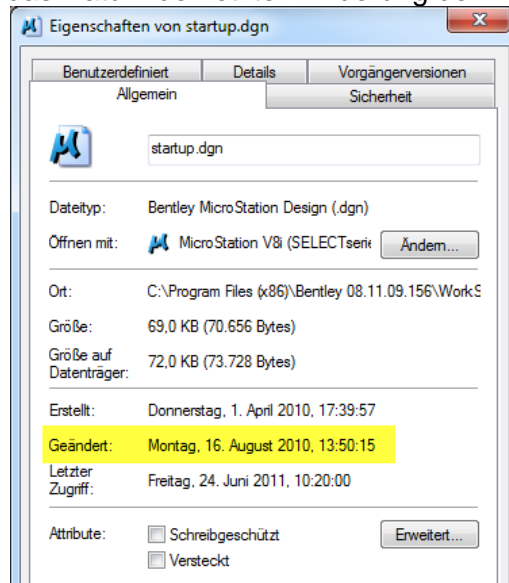 Eigenschaften von startup.dgn
Benutzerdefiniert Details Vorgängerversionen
Allgemein Sicherheit
startup.dgn
Dateityp: Bentley MicroStation Design (.dgn)
Öffnen mit: MicroStation V8i (SELECTserie Ändern...
Ort: C:\Program Files (x86)\Bentley 08.11.09.156\WorkS
Größe: 69,0 KB (70.656 Bytes)
Größe auf
Datenträger: 72,0 KB (73.728 Bytes)
Erstellt: Donnerstag, 1. April 2010, 17:39:57
Geändert: Montag, 16. August 2010, 13:50:15
Letzter
Zugriff: Freitag, 24. Juni 2011, 10:20:00
Attribute: Schreibgeschützt Erweitert...
Versteckt